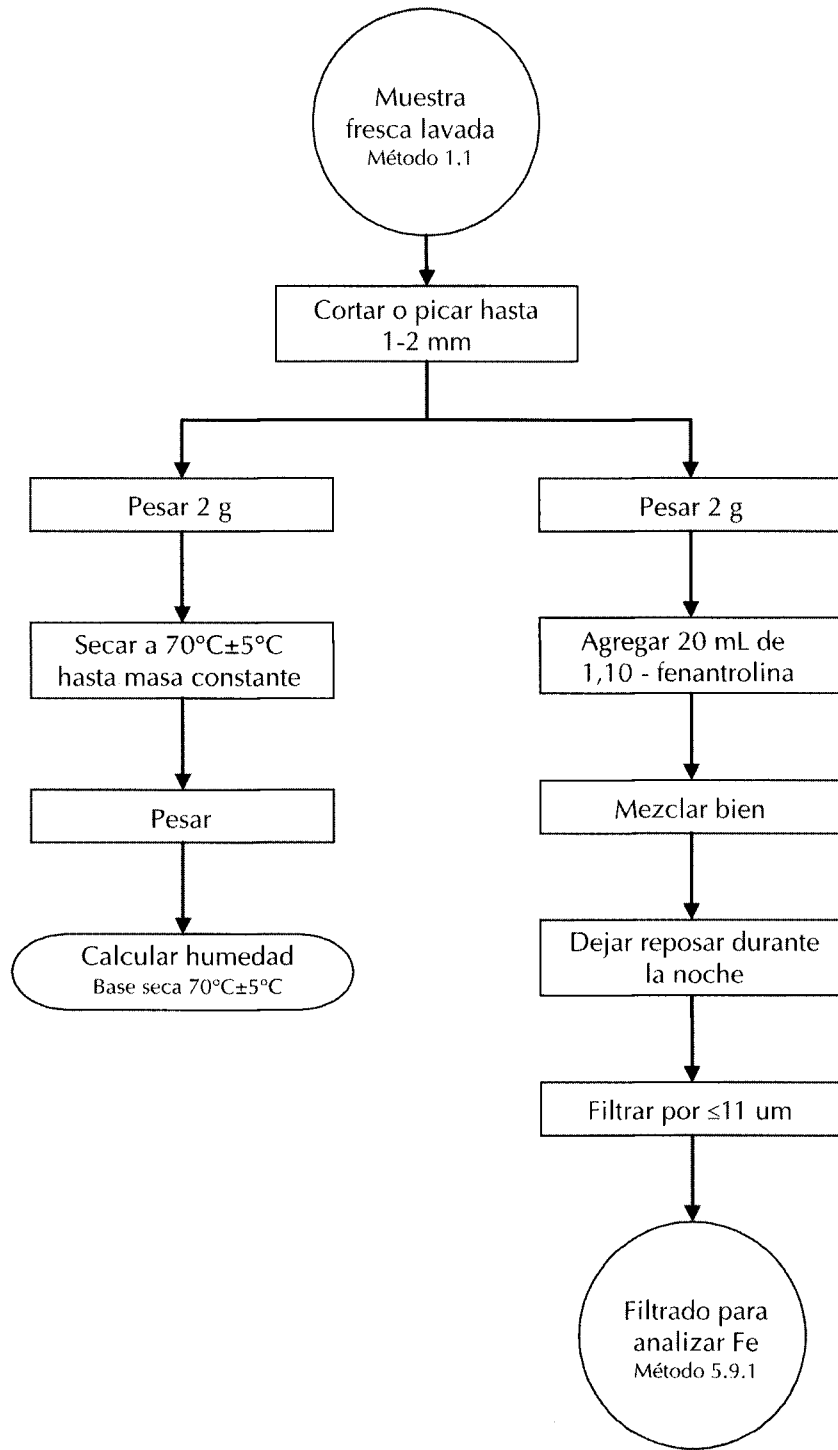 Muestra
fresca lavada
Método 1.1
Cortar o picar hasta
1-2 mm
Pesar 2 g
Secar a 70°C±5°C
hasta masa constante
Pesar
Calcular humedad
Base seca 70°C±5°C
Pesar 2 g
Agregar 20 mL de
1,10 - fenantrolina
Mezclar bien
Dejar reposar durante
la noche
Filtrar por ≤11 um
Filtrado para
analizar Fe
Método 5.9.1